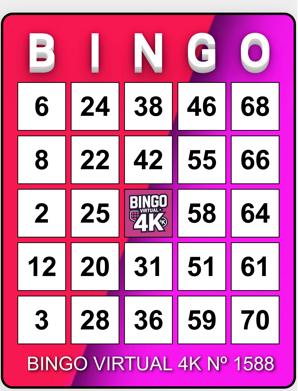 B I N G O
6 24 38 46 68
8 22 42 55 66
2 25 BINGO VIRTUAL 4K 58 64
12 20 31 51 61
3 28 36 59 70
BINGO VIRTUAL 4K Nº 1588